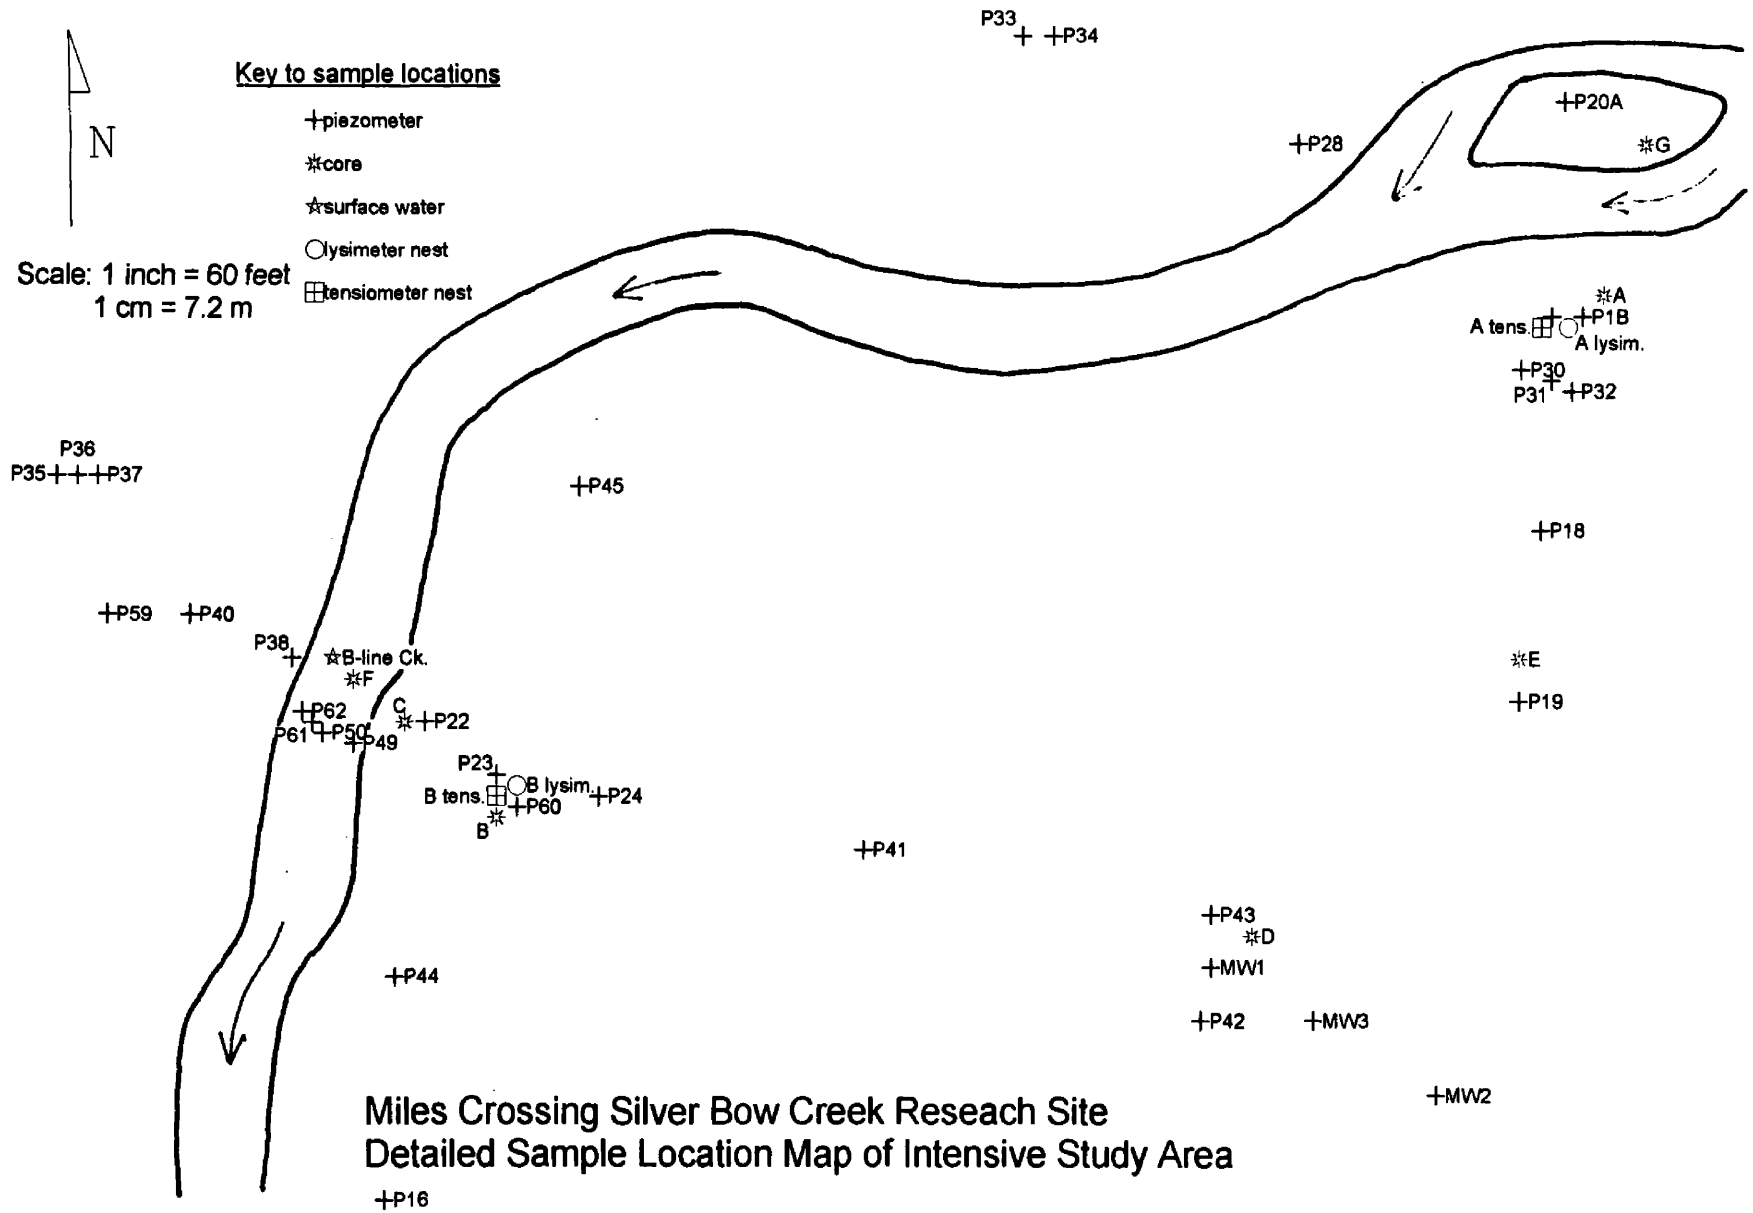 P33
P34
Key to sample locations
piezometer
core
surface water
lysimeter nest
tensiometer nest
N
Scale: 1 inch = 60 feet
1 cm = 7.2 m
P20A
G
P28
A
P1B
A tens.
A lysim.
P30
P31
P32
P36
P35
P37
P45
P18
P59
P40
P38
B-line Ck.
F
E
P19
C
P22
P62
P61
P50
P49
P23
B lysim.
B tens.
P24
P60
B
P41
P43
D
MW1
P44
P42
MW3
MW2
Miles Crossing Silver Bow Creek Reseach Site
Detailed Sample Location Map of Intensive Study Area
P16